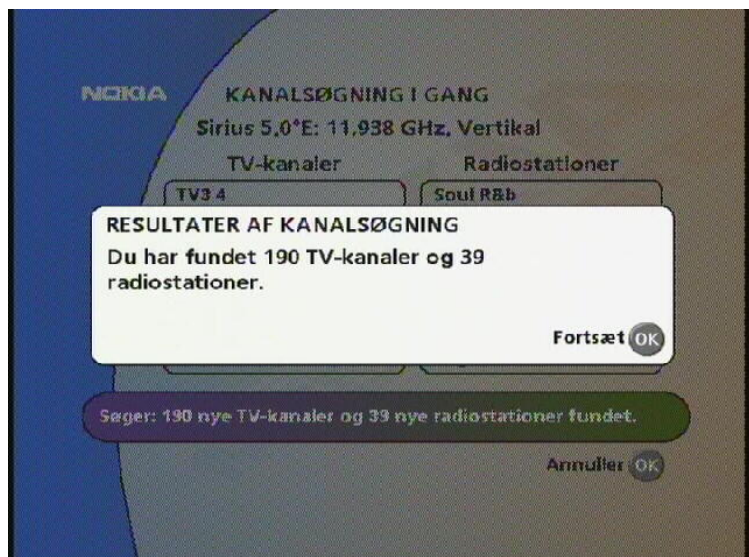 NOKIA
KANALSØGNING I GANG
Sirius 5,0°E: 11,938 GHz, Vertikal
TV-kanaler
Radiostationer
TV3 4
Soul R&b
RESULTATER AF KANALSØGNING
Du har fundet 190 TV-kanaler og 39
radiostationer.
Fortsæt OK
Søger: 190 nye TV-kanaler og 39 nye radiostationer fundet.
Annuller OK